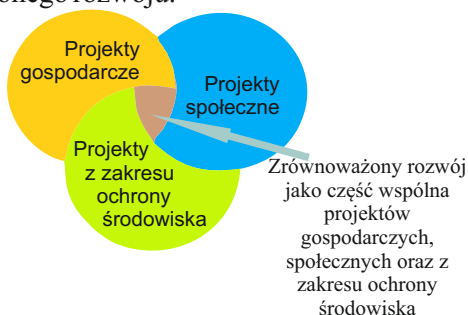 Projekty
gospodarcze
Projekty
społeczne
Projekty
z zakresu
ochrony
środowiska
Zrównoważony rozwój
jako część wspólna
projektów
gospodarczych,
społecznych oraz z
zakresu ochrony
środowiska